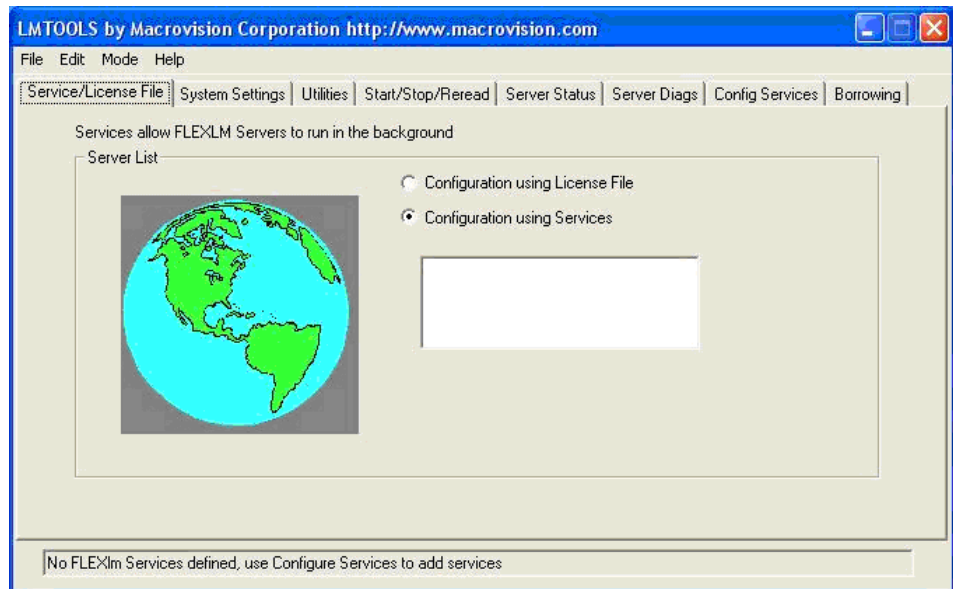 LMTOOLS by Macrovision Corporation http://www.macrovision.com
File Edit Mode Help
Service/License File System Settings Utilities Start/Stop/Reread Server Status Server Diags Config Services Borrowing
Services allow FLEXLM Servers to run in the background
Server List
Configuration using License File
Configuration using Services
No FLEXlm Services defined, use Configure Services to add services